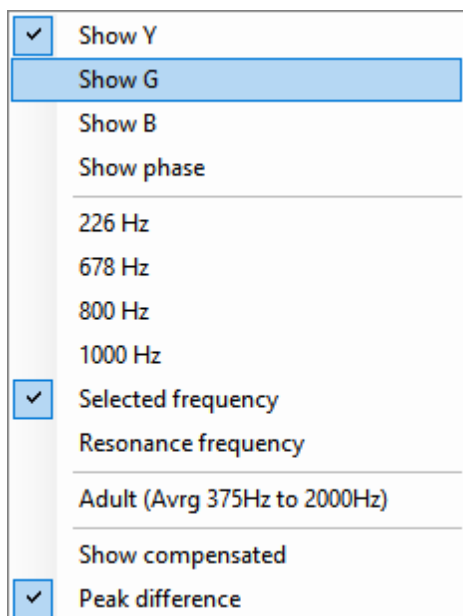 Show Y
Show G
Show B
Show phase
226 Hz
678 Hz
800 Hz
1000 Hz
Selected frequency
Resonance frequency
Adult (Avrg 375Hz to 2000Hz)
Show compensated
Peak difference